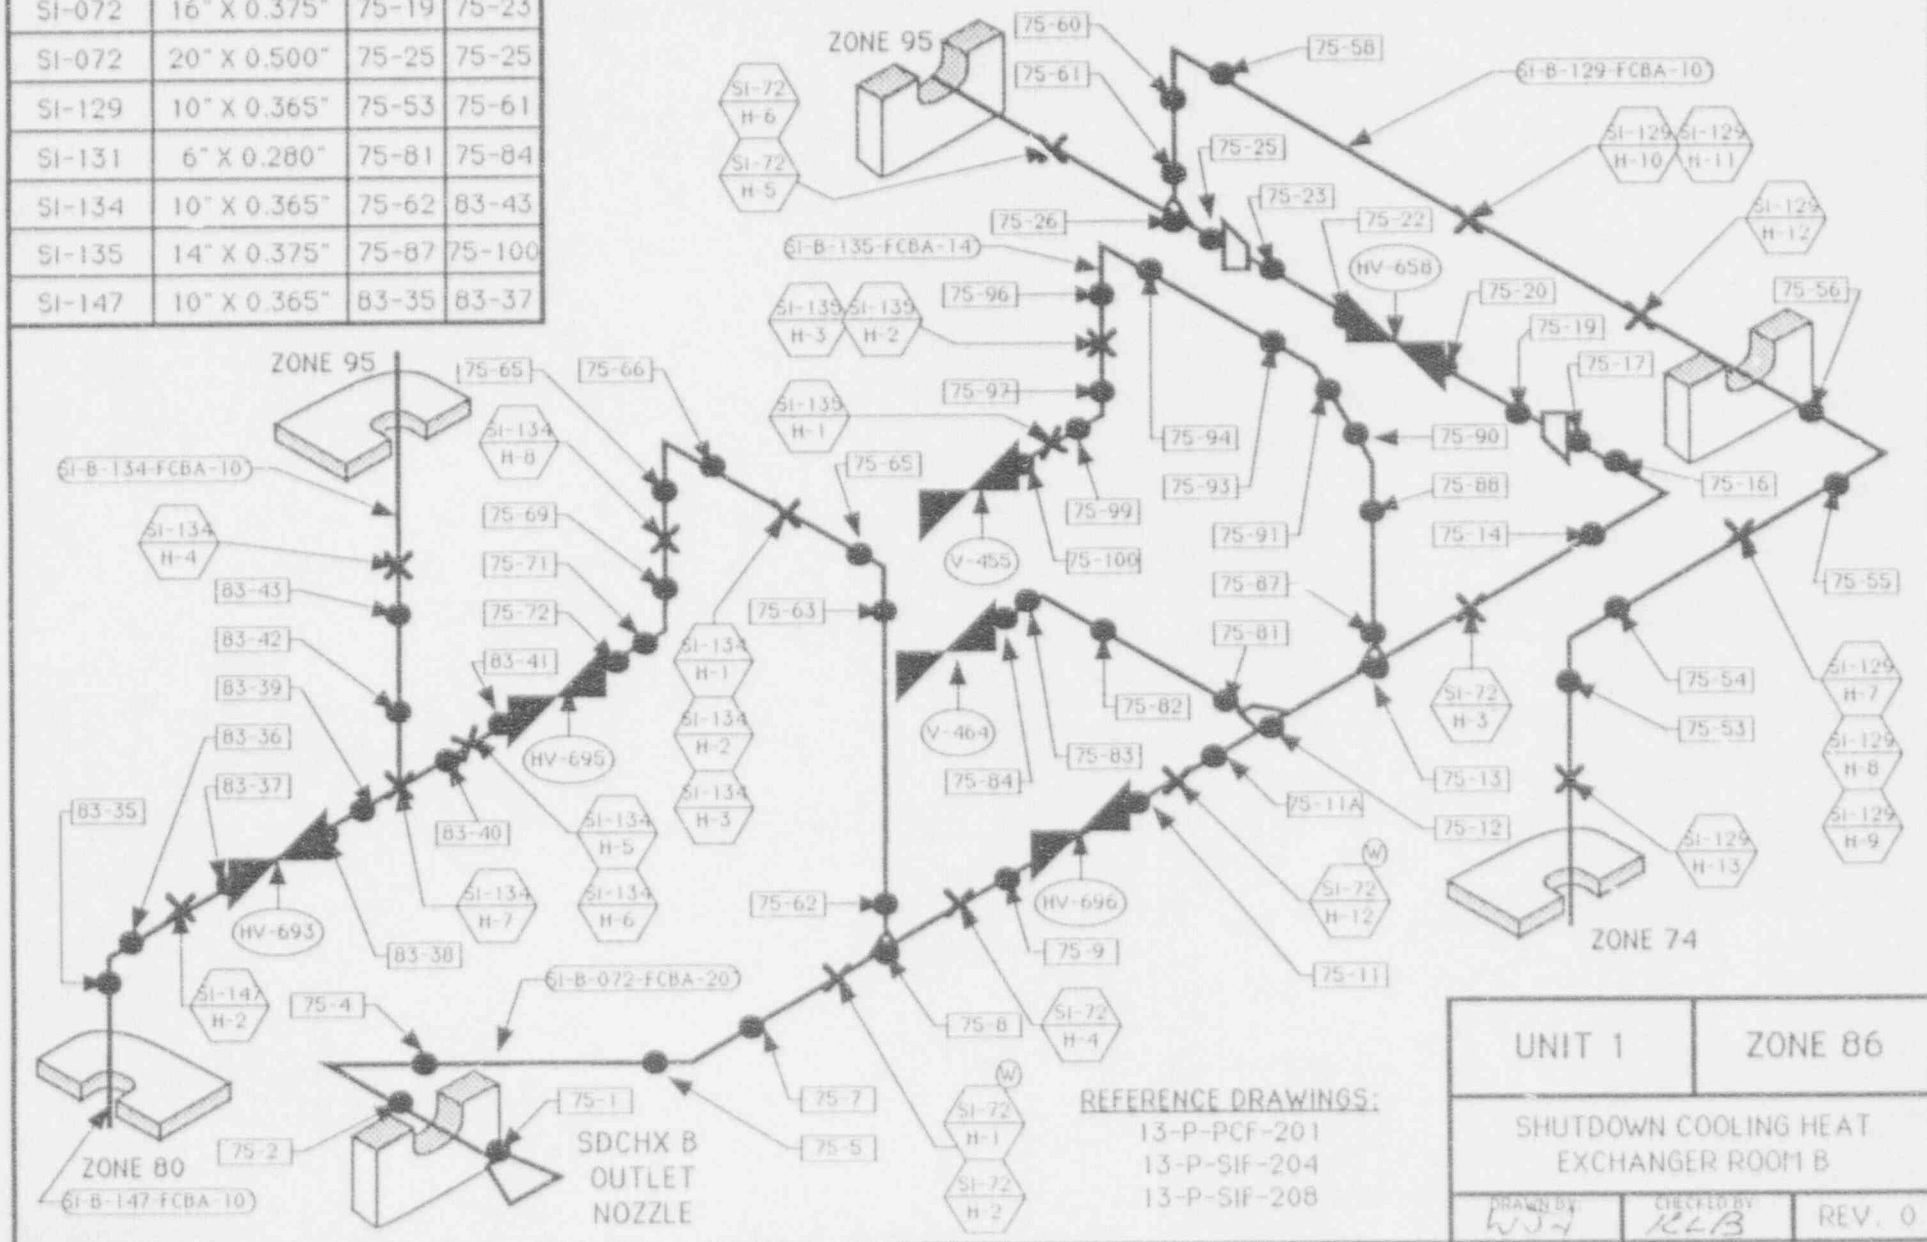 SI-072 16" X 0.375" 75-19 75-23
SI-072 20" X 0.500" 75-25 75-25
SI-129 10" X 0.365" 75-53 75-61
SI-131 6" X 0.280" 75-81 75-84
SI-134 10" X 0.365" 75-62 83-43
SI-135 14" X 0.375" 75-87 75-100
SI-147 10" X 0.365" 83-35 83-37
ZONE 95
75-60
75-58
SI-B-129-FCBA-10
75-61
SI-72
H-6
SI-72
H-5
75-25
75-23
SI-129
H-10
SI-129
H-11
SI-129
H-12
75-26
75-22
HV-658
SI-B-135-FCBA-14
75-96
75-20
75-56
SI-135
H-3
SI-135
H-2
75-19
75-17
75-97
SI-135
H-1
75-94
75-90
75-93
75-88
75-16
75-99
75-91
75-14
V-455
75-100
75-87
75-55
ZONE 95
75-65
75-66
SI-134
H-8
75-65
SI-B-134-FCBA-10
75-69
SI-134
H-4
75-71
83-43
75-72
75-63
83-42
83-41
75-81
SI-134
H-1
SI-134
H-2
SI-134
H-3
83-39
75-82
SI-72
H-3
75-54
75-53
SI-129
H-7
SI-129
H-8
SI-129
H-9
83-36
V-464
83-37
HV-695
75-83
75-84
75-13
75-11A
83-35
83-40
75-12
SI-134
H-5
SI-134
H-6
SI-129
H-13
W
SI-72
H-12
SI-134
H-7
75-62
HV-696
HV-693
83-38
75-9
ZONE 74
75-11
SI-147
H-2
75-4
SI-B-072-FCBA-20
75-8
SI-72
H-4
W
SI-72
H-1
SI-72
H-2
75-1
75-7
75-2
75-5
SDCHX B
OUTLET
NOZZLE
ZONE 80
SI-B-147-FCBA-10
REFERENCE DRAWINGS:
13-P-PCF-201
13-P-SIF-204
13-P-SIF-208
UNIT 1
ZONE 86
SHUTDOWN COOLING HEAT
EXCHANGER ROOM B
DRAWN BY:
CHECKED BY
RLB
REV. 0